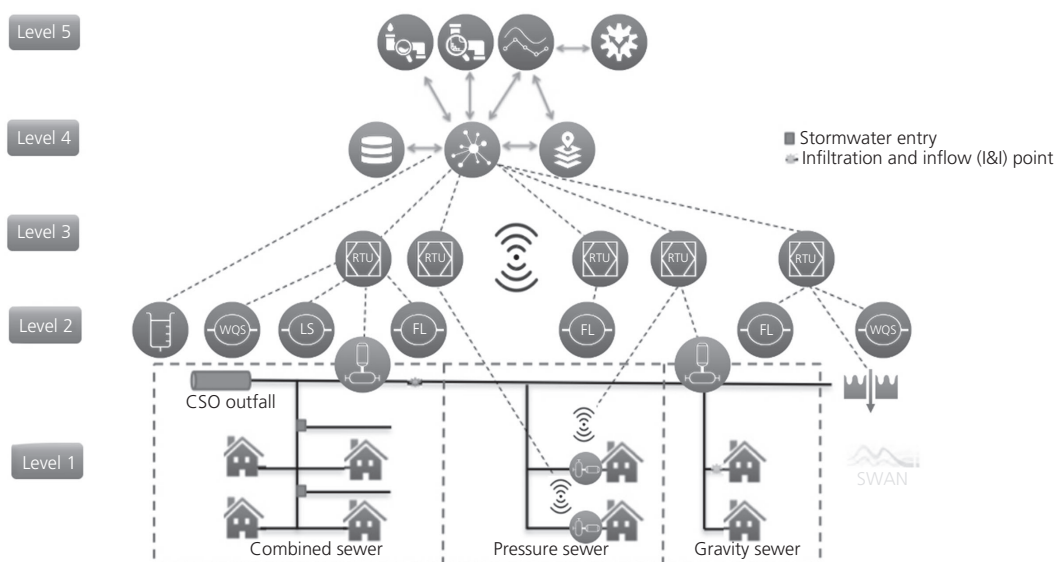 Level 5
Level 4
Stormwater entry
Infiltration and inflow (I&I) point
Level 3
RTU
RTU
RTU
RTU
RTU
Level 2
WQS
LS
FL
FL
FL
WQS
CSO outfall
Level 1
SWAN
Combined sewer
Pressure sewer
Gravity sewer